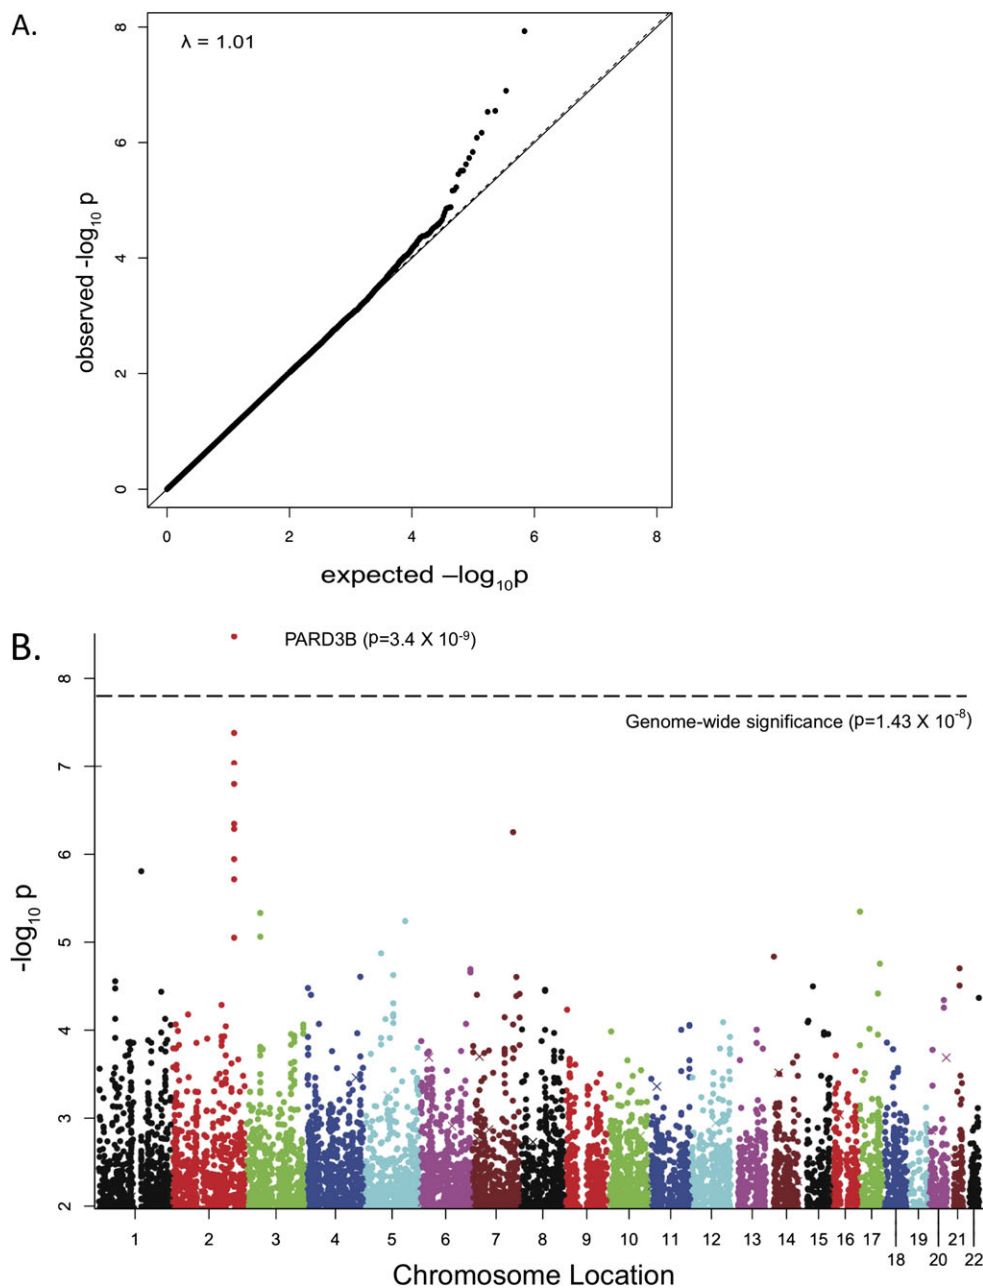 A.
λ = 1.01
8
6
4
2
0
observed -log₁₀ p
0 2 4 6 8
expected –log₁₀p
B.
PARD3B (p=3.4 X 10⁻⁹)
Genome-wide significance (p=1.43 X 10⁻⁸)
8
7
6
5
4
3
2
-log₁₀ p
1 2 3 4 5 6 7 8 9 10 11 12 13 14 15 16 17 19 21
18 20 22
Chromosome Location